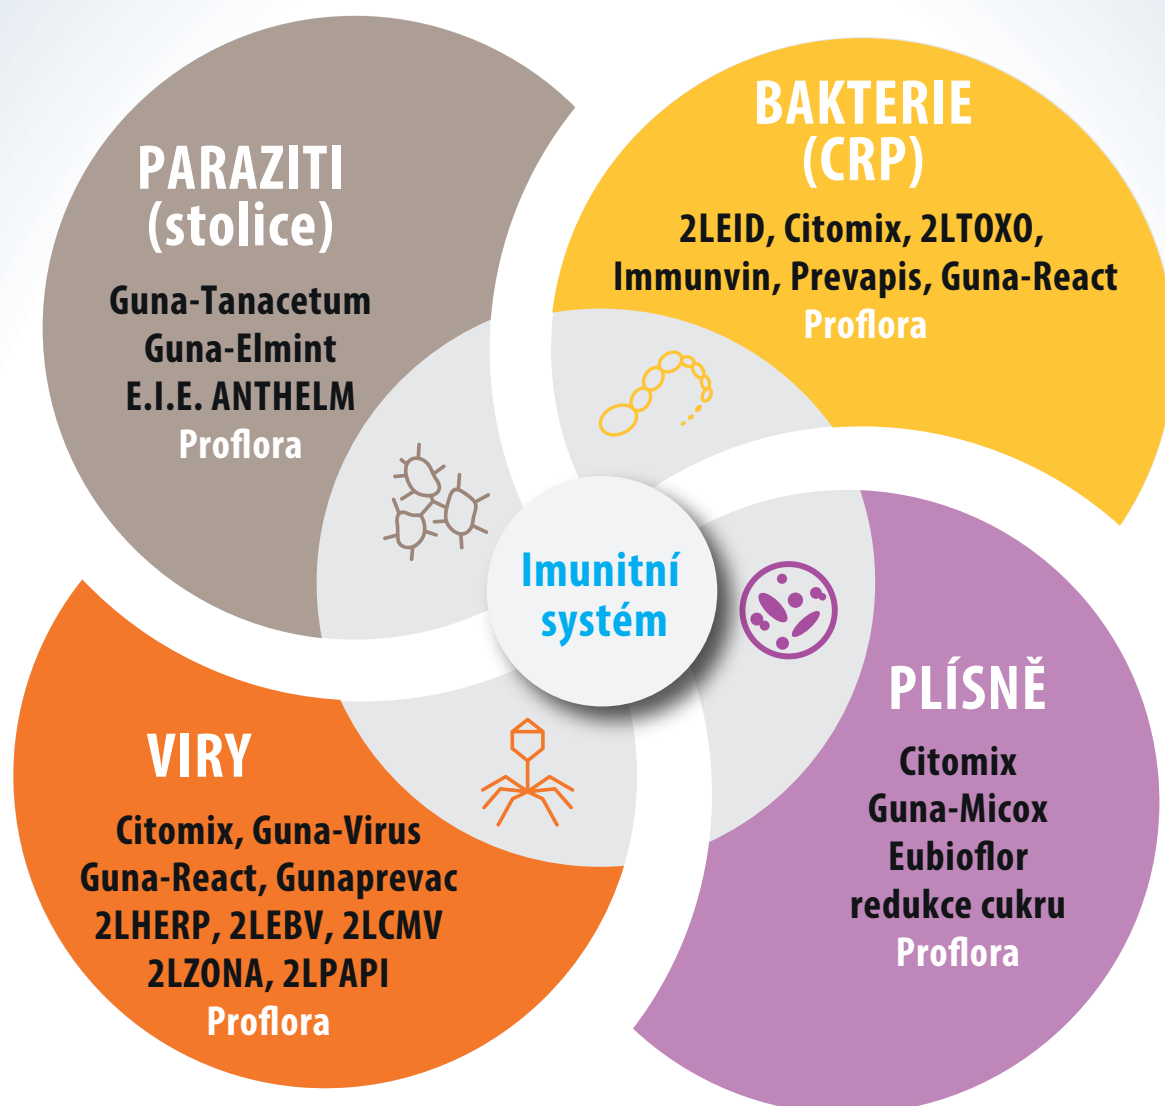 PARAZITI
(stolice)
Guna-Tanacetum
Guna-Elmint
E.I.E. ANTHELM
Proflora
BAKTERIE
(CRP)
2LEID, Citomix, 2LTOXO,
Immunvin, Prevapis, Guna-React
Proflora
Imunitní
systém
VIRY
Citomix, Guna-Virus
Guna-React, Gunaprevac
2LHERP, 2LEBV, 2LCMV
2LZONA, 2LPAPI
Proflora
PLÍSNĚ
Citomix
Guna-Micox
Eubioflor
redukce cukru
Proflora